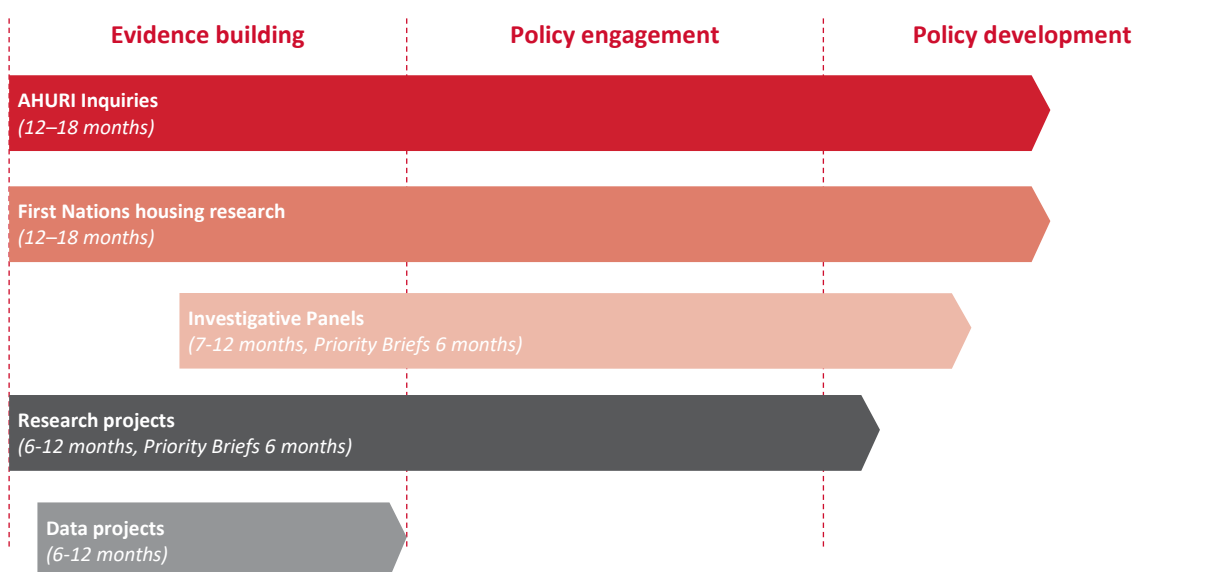 Evidence building
Policy engagement
Policy development
AHURI Inquiries
(12–18 months)
First Nations housing research
(12–18 months)
Investigative Panels
(7-12 months, Priority Briefs 6 months)
Research projects
(6-12 months, Priority Briefs 6 months)
Data projects
(6-12 months)